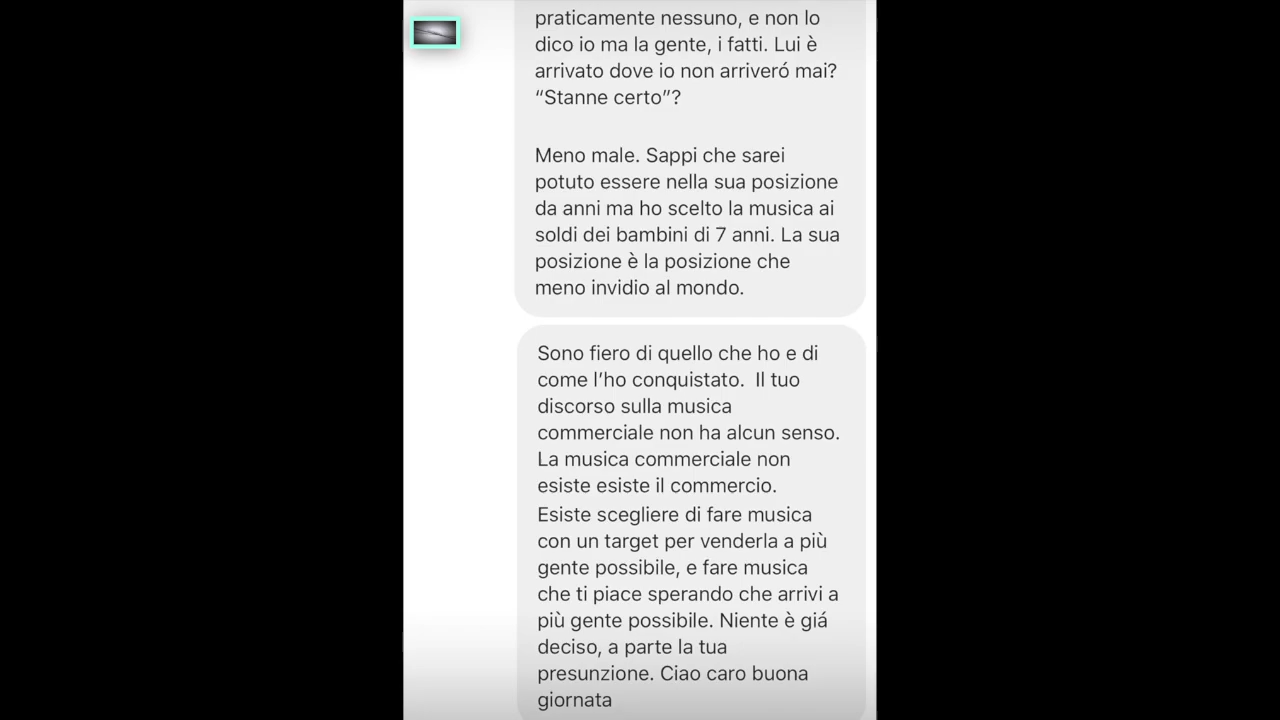 praticamente nessuno, e non lo
dico io ma la gente, i fatti. Lui è
arrivato dove io non arriveró mai?
“Stanne certo”?
Meno male. Sappi che sarei
potuto essere nella sua posizione
da anni ma ho scelto la musica ai
soldi dei bambini di 7 anni. La sua
posizione è la posizione che
meno invidio al mondo.
Sono fiero di quello che ho e di
come l’ho conquistato.  Il tuo
discorso sulla musica
commerciale non ha alcun senso.
La musica commerciale non
esiste esiste il commercio.
Esiste scegliere di fare musica
con un target per venderla a più
gente possibile, e fare musica
che ti piace sperando che arrivi a
più gente possibile. Niente è giá
deciso, a parte la tua
presunzione. Ciao caro buona
giornata